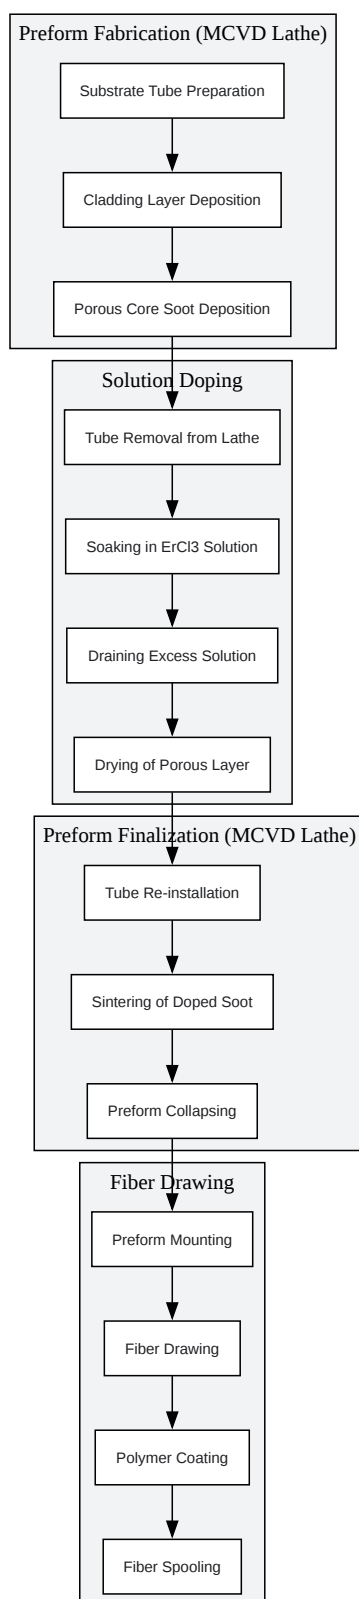 Preform Fabrication (MCVD Lathe)
Substrate Tube Preparation
Cladding Layer Deposition
Porous Core Soot Deposition
Solution Doping
Tube Removal from Lathe
Soaking in ErCl3 Solution
Draining Excess Solution
Drying of Porous Layer
Preform Finalization (MCVD Lathe)
Tube Re-installation
Sintering of Doped Soot
Preform Collapsing
Fiber Drawing
Preform Mounting
Fiber Drawing
Polymer Coating
Fiber Spooling